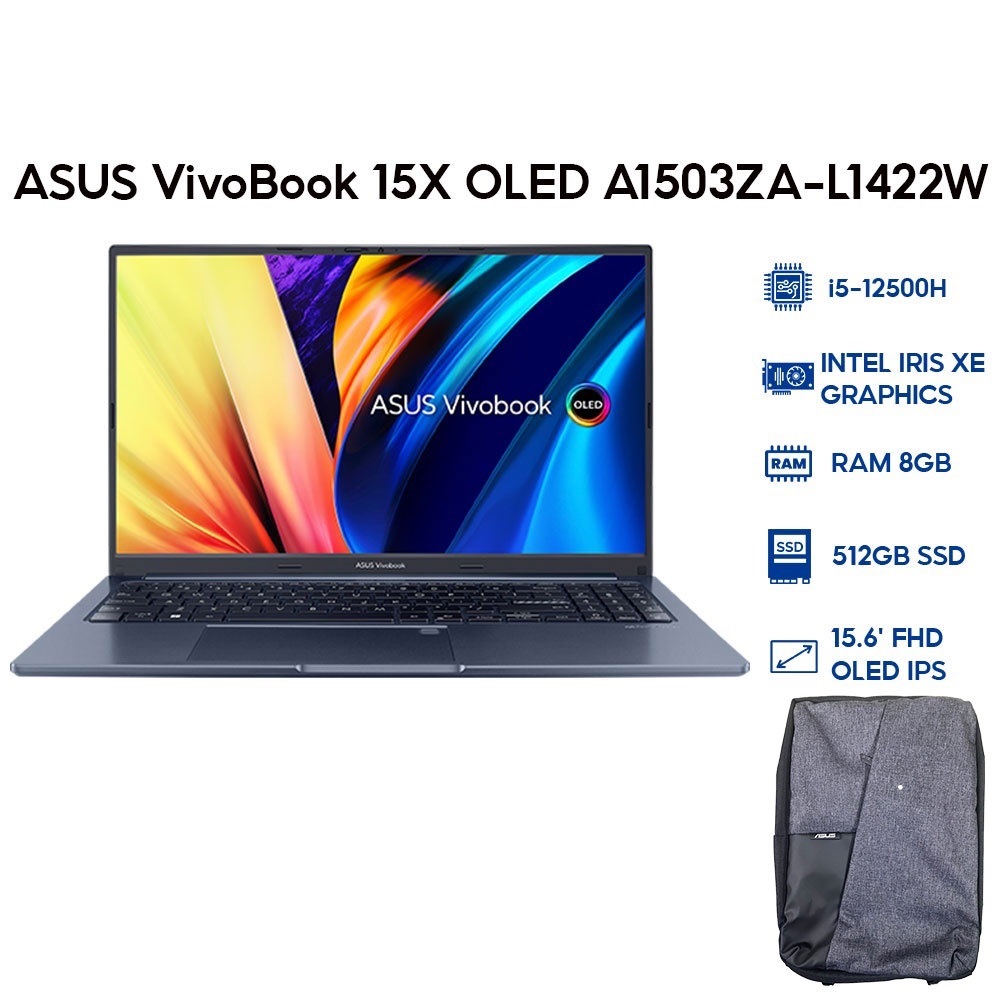 ASUS VivoBook 15X OLED A1503ZA-L1422W
i5-12500H
INTEL IRIS XE
GRAPHICS
ASUS Vivobook OLED
RAM RAM 8GB
SSD 512GB SSD
ASUS Vivobook
15.6' FHD
OLED IPS
ASUS